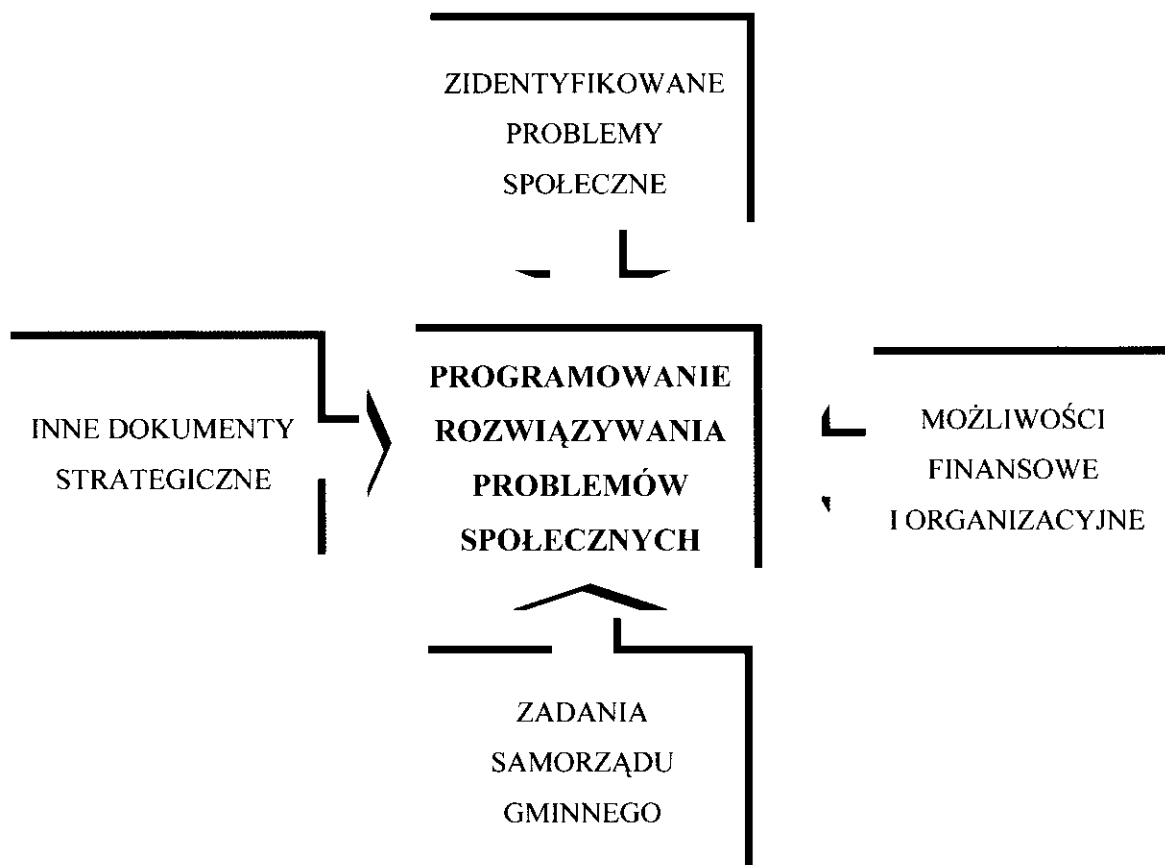 ZIDENTYFIKOWANE
PROBLEMY
SPOŁECZNE
INNE DOKUMENTY
STRATEGICZNE
PROGRAMOWANIE
ROZWIĄZYWANIA
PROBLEMÓW
SPOŁECZNYCH
MOŻLIWOŚCI
FINANSOWE
I ORGANIZACYJNE
ZADANIA
SAMORZĄDU
GMINNEGO